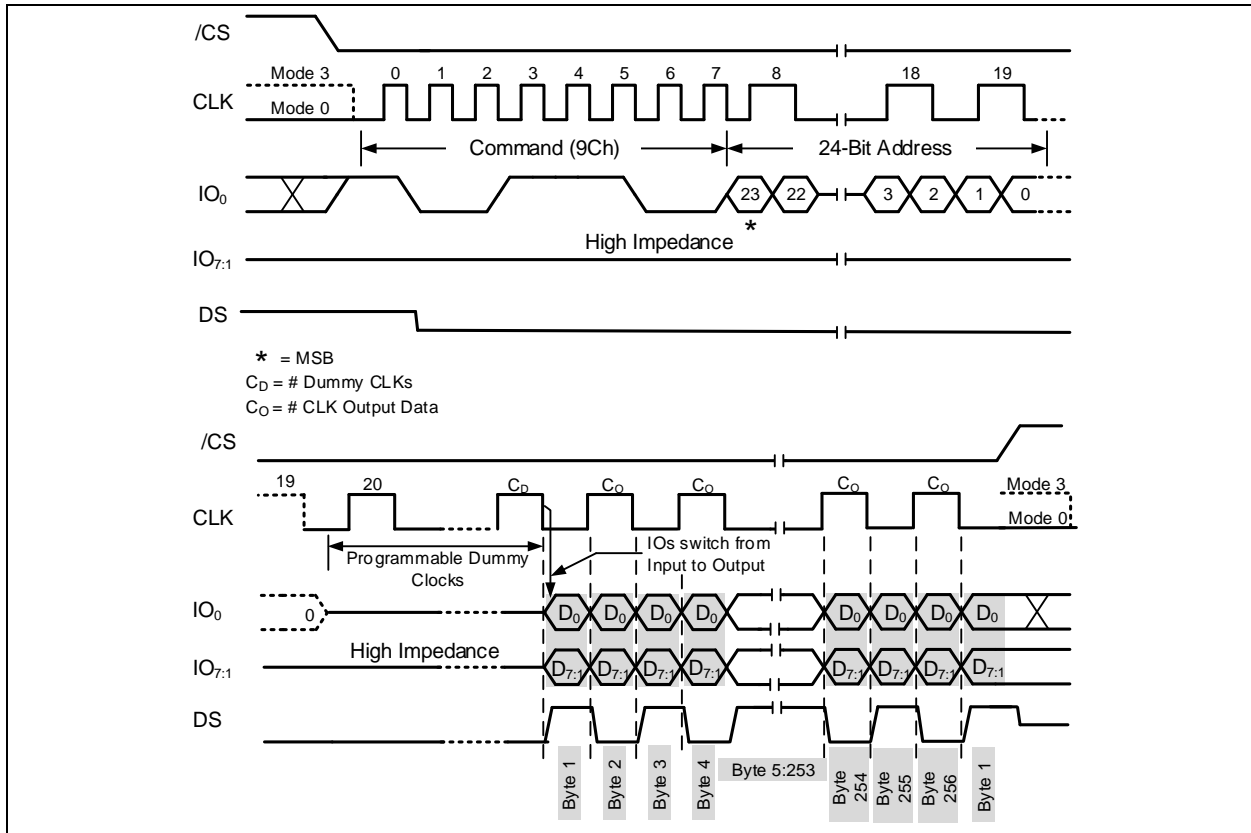 /CS
Mode 3 0 1 2 3 4 5 6 7 8 18 19
CLK
Mode 0
Command (9Ch) 24-Bit Address
IO0 23 22 3 2 1 0
*
High Impedance
IO7:1
DS
* = MSB
CD = # Dummy CLKs
CO = # CLK Output Data
/CS
19 20 CD CO CO CO CO Mode 3
CLK
Mode 0
Programmable Dummy Clocks
IOs switch from Input to Output
IO0 0 D0 D0 D0 D0 D0 D0 D0 D0
High Impedance
IO7:1 D7:1 D7:1 D7:1 D7:1 D7:1 D7:1 D7:1 D7:1
DS
Byte 1 Byte 2 Byte 3 Byte 4 Byte 5:253 Byte 254 Byte 255 Byte 256 Byte 1